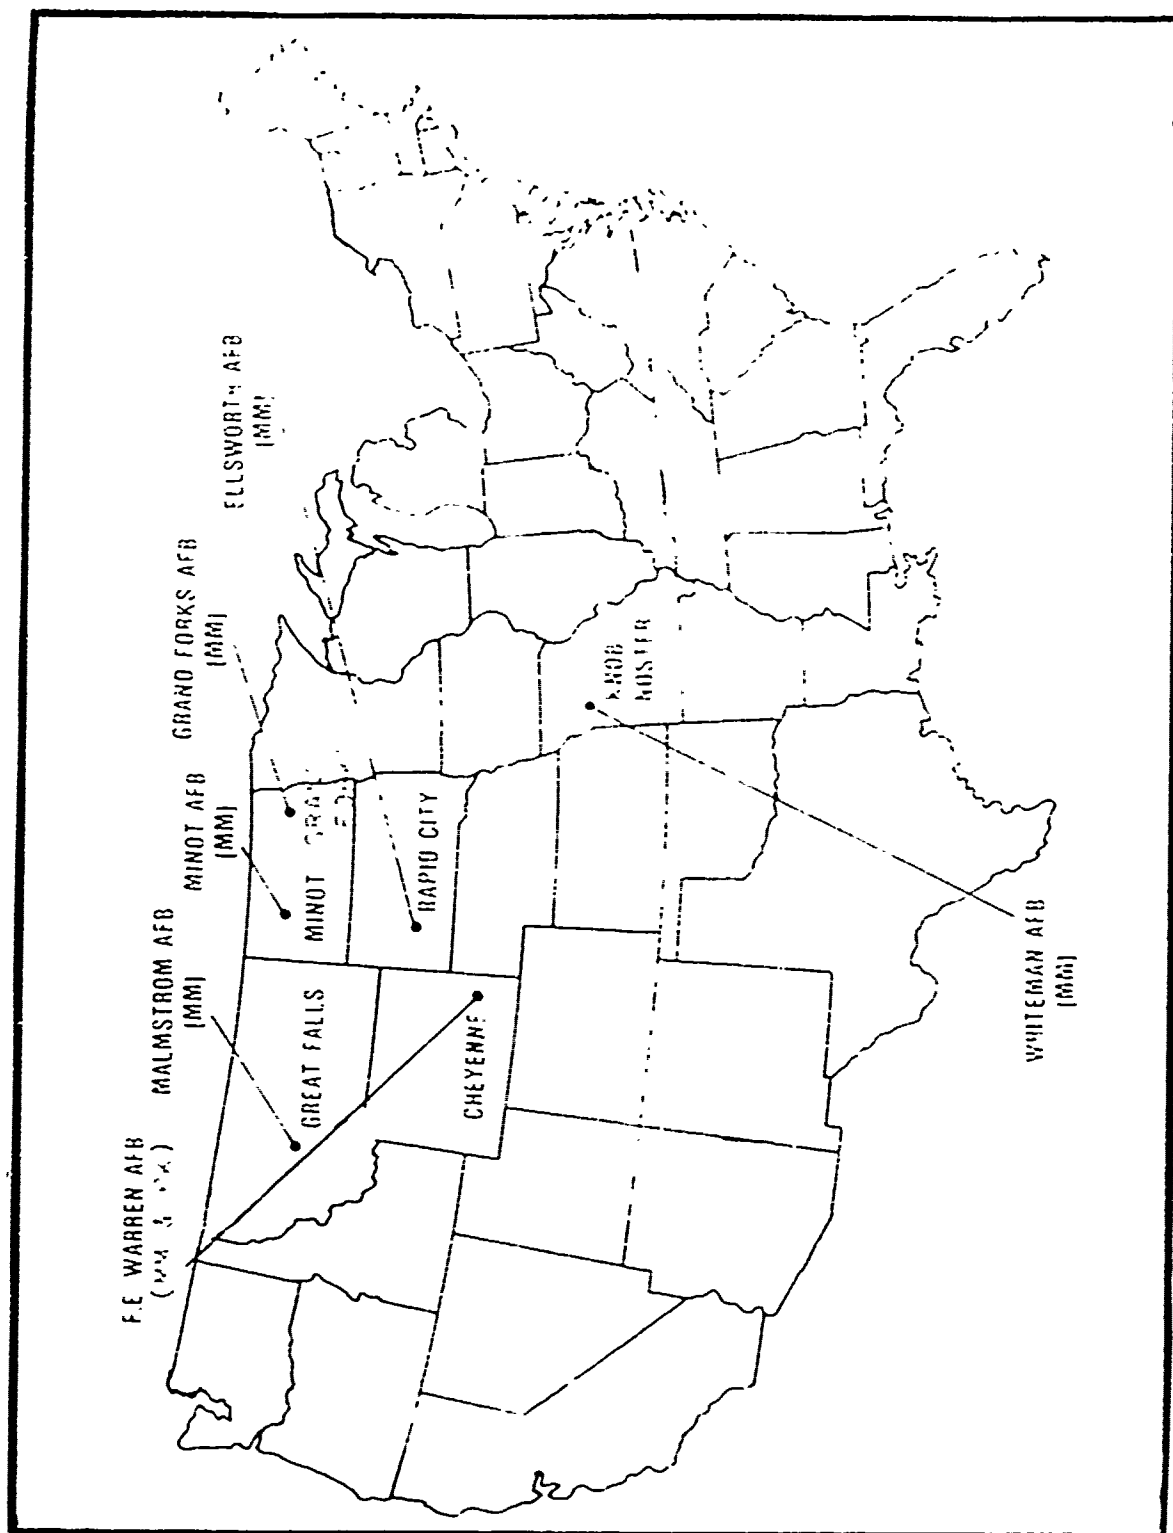 F.E WARREN AFB
MALMSTROM AFB
(MM)
MINOT AFB
(MM)
GRAND FORKS AFB
(MM)
ELLSWORTH AFB
(MM)
GREAT FALLS
MINOT
RAPID CITY
CHEYENNE
KNOB
NOSTER
WHITEMAN AFB
(MM)